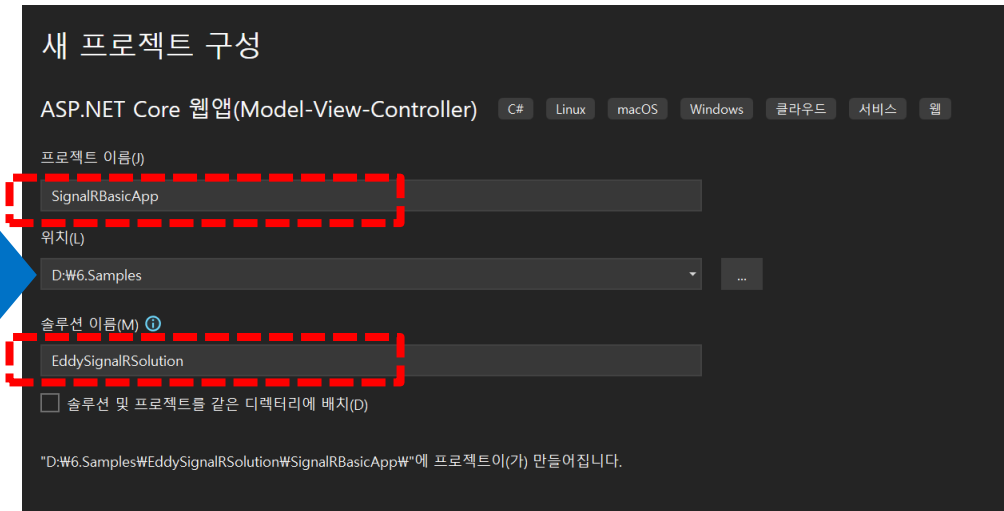 새 프로젝트 구성
ASP.NET Core 웹앱(Model-View-Controller) C# Linux macOS Windows 클라우드 서비스 웹
프로젝트 이름(J)
SignalRBasicApp
위치(L)
D:₩6.Samples
...
솔루션 이름(M)
EddySignalRSolution
솔루션 및 프로젝트를 같은 디렉터리에 배치(D)
"D:₩6.Samples₩EddySignalRSolution₩SignalRBasicApp₩"에 프로젝트이(가) 만들어집니다.